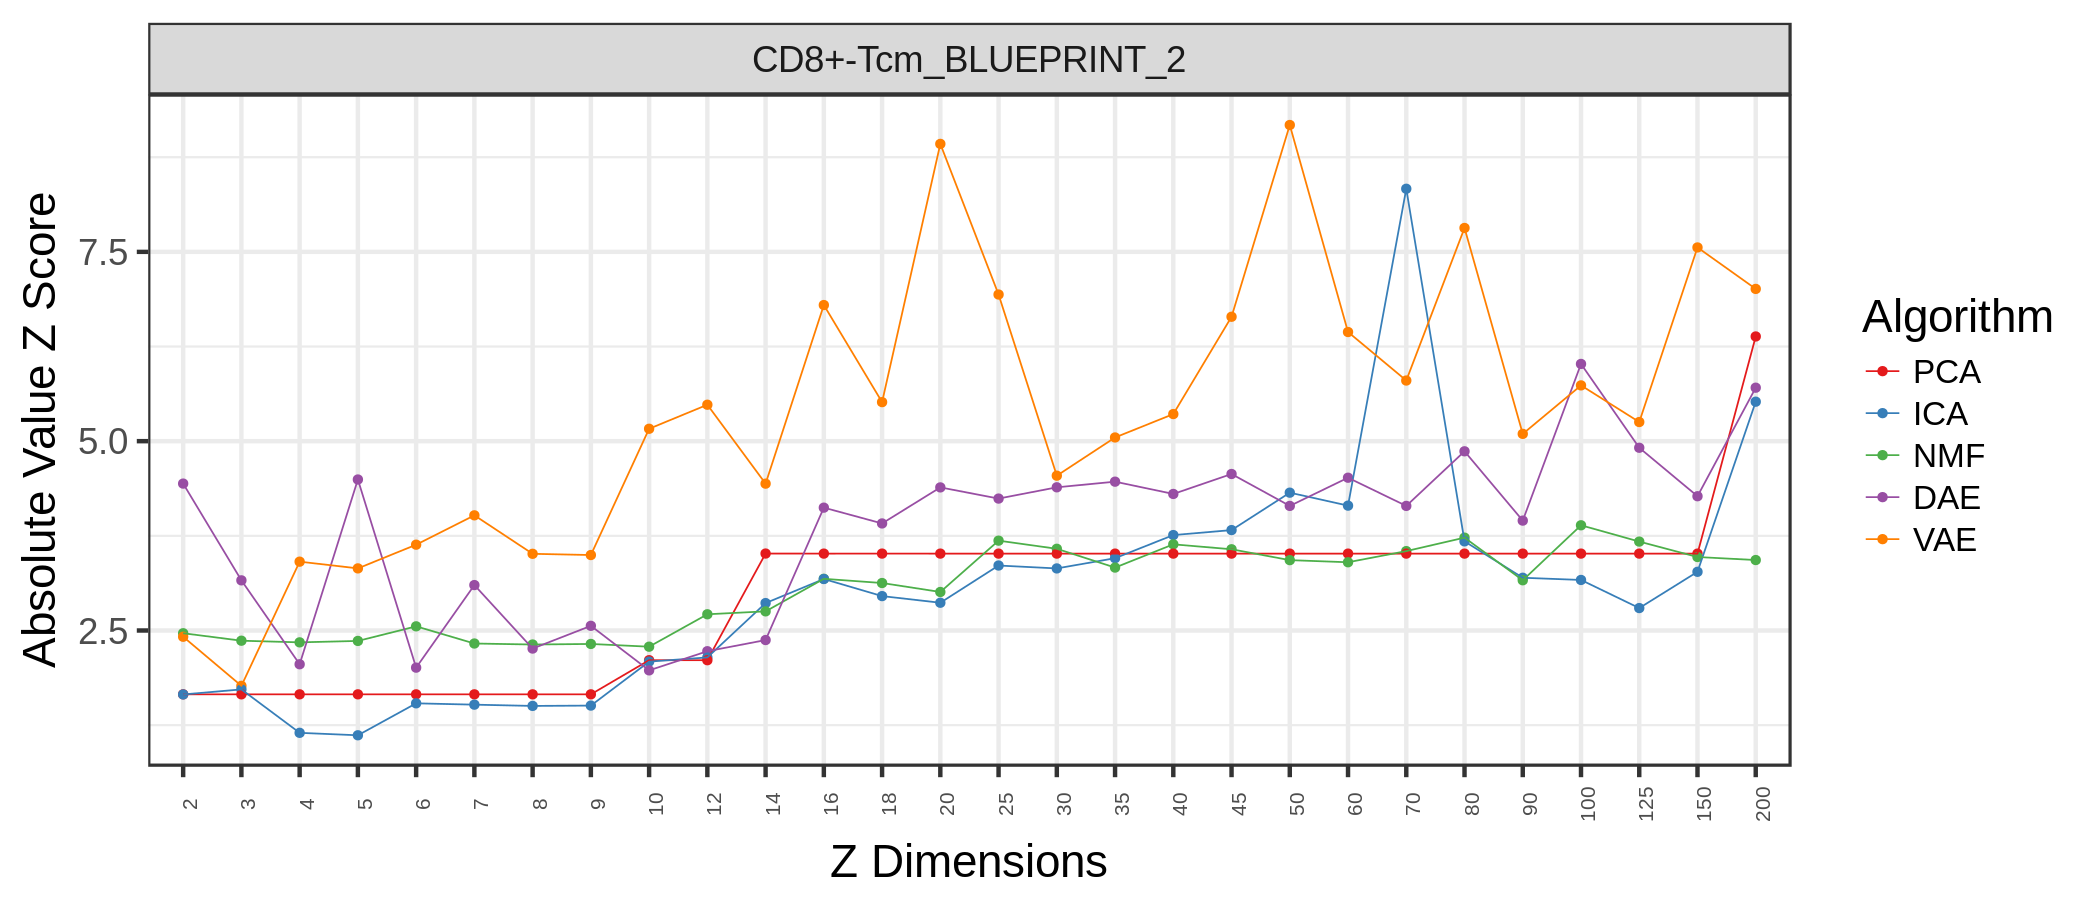 CD8+-Tcm_BLUEPRINT_2
Absolute Value Z Score
7.5
5.0
2.5
2 3 4 5 6 7 8 9 10 12 14 16 18 20 25 30 35 40 45 50 60 70 80 90 100 125 150 200
Z Dimensions
Algorithm
PCA
ICA
NMF
DAE
VAE